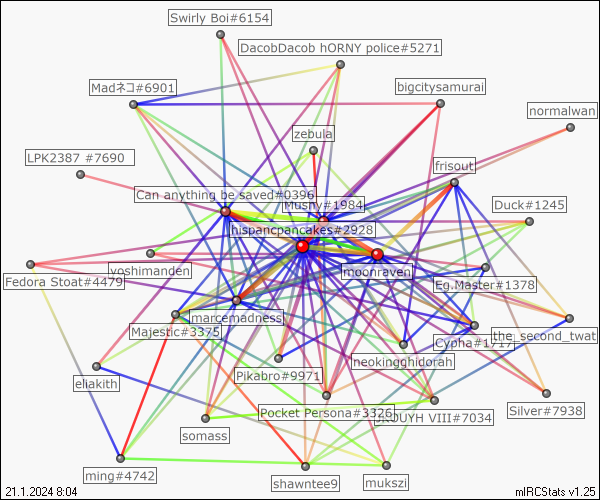 Swirly Boi#6154
DacobDacob hORNY police#5271
Madネコ#6901
bigcitysamurai
normalwan
zebula
LPK2387 #7690
frisout
Can anything be saved#0396
Mushy#1984
Duck#1245
hispanicpancakes#2928
yoshimanden
moonraven
Fedora Stoat#4479
Eg.Master#1378
marcemadness
Majestic#3375
Cypha#1717
the_second_twat
neokingghidorah
Pikabro#9971
eliakith
Pocket Persona#3326
VIII#7034
Silver#7938
somass
ming#4742
shawntee9
mukszi
21.1.2024 8:04
mIRCStats v1.25